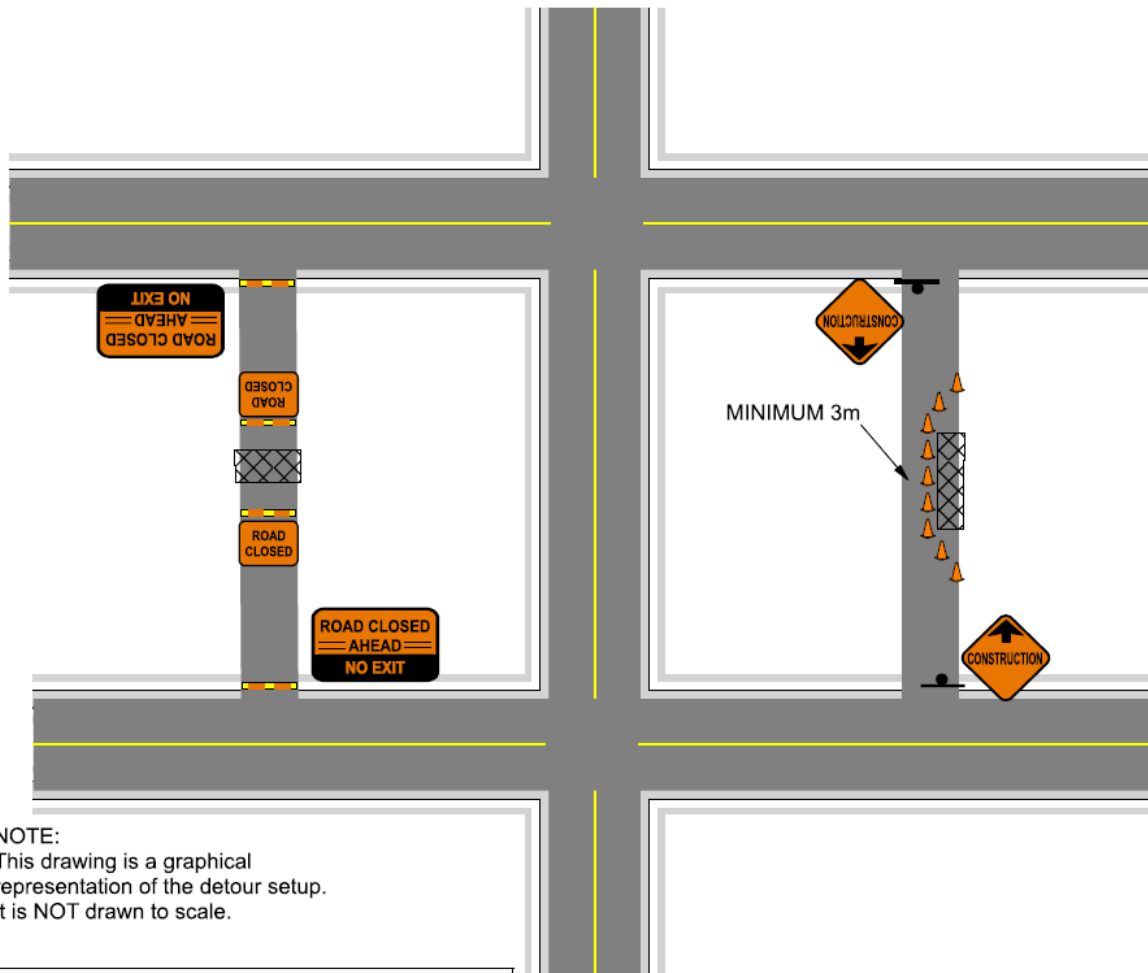 NO EXIT
AHEAD
ROAD CLOSED
ROAD
CLOSED
ROAD
CLOSED
ROAD CLOSED
AHEAD
NO EXIT
CONSTRUCTION
MINIMUM 3m
CONSTRUCTION
NOTE:
This drawing is a graphical
representation of the detour setup.
It is NOT drawn to scale.